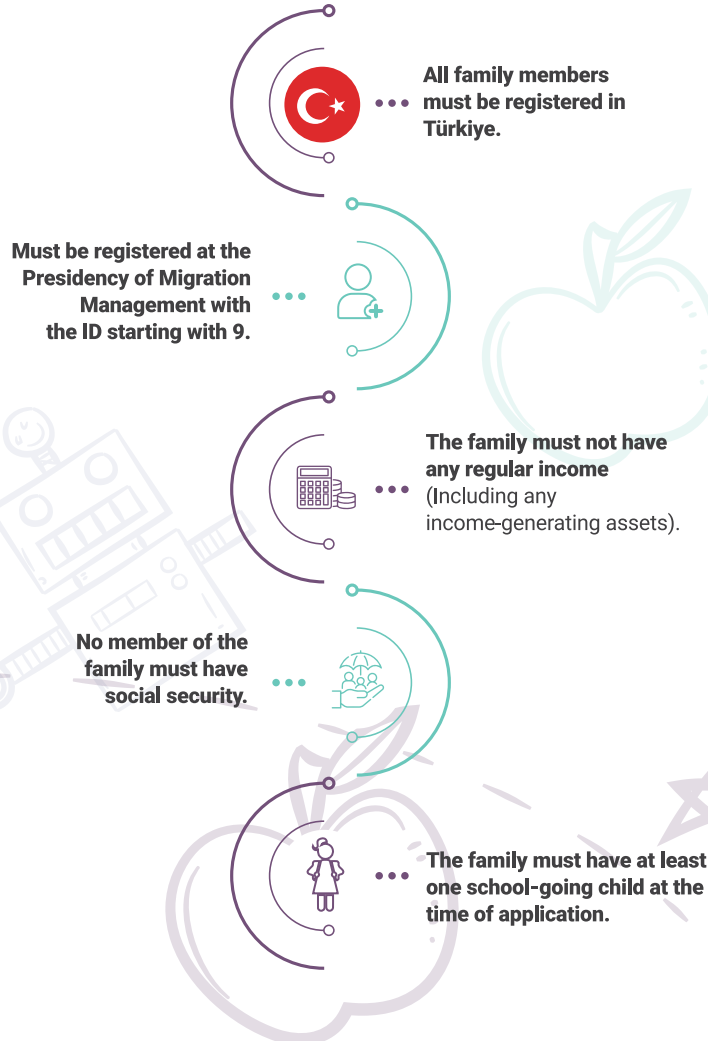 All family members
must be registered in
Türkiye.
Must be registered at the
Presidency of Migration
Management with
the ID starting with 9.
The family must not have
any regular income
(Including any
income-generating assets).
No member of the
family must have
social security.
The family must have at least
one school-going child at the
time of application.